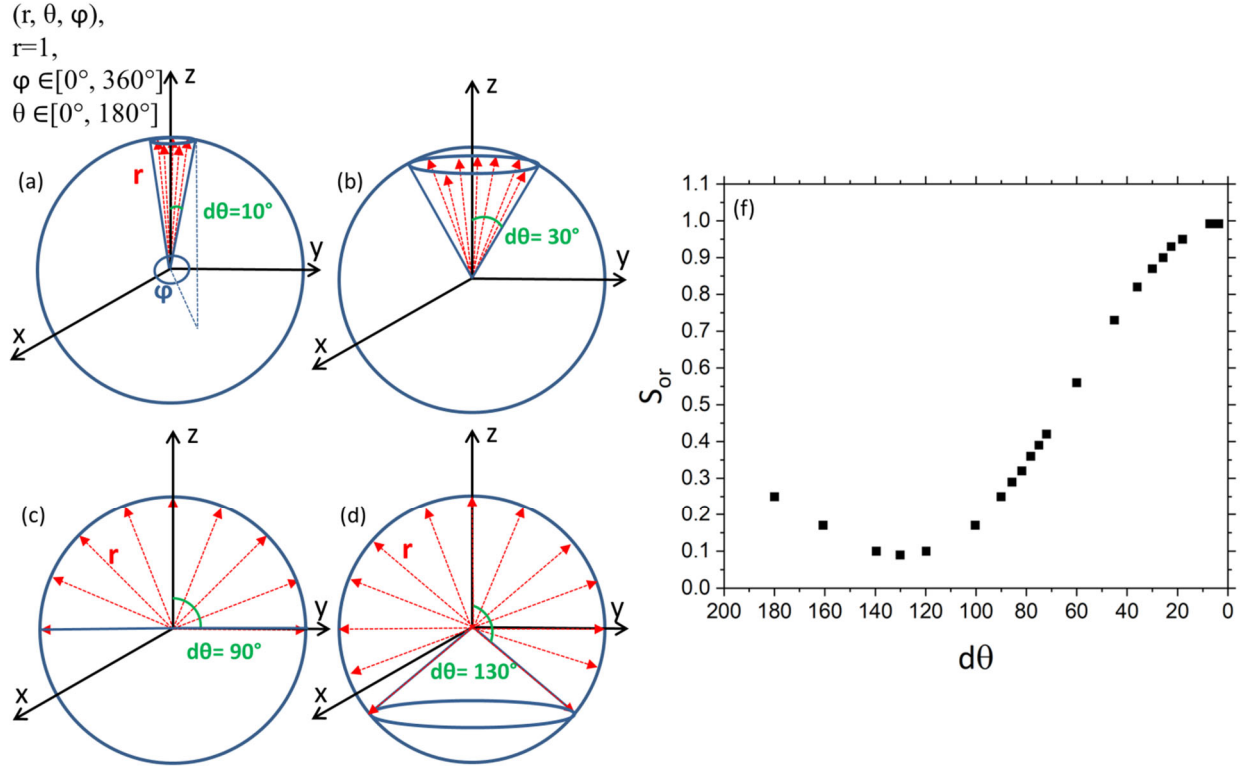 (r, θ, φ),
r=1,
φ ∈[0°, 360°]
θ ∈[0°, 180°]
(a)
z
r
dθ=10°
y
φ
x
(b)
z
dθ= 30°
y
x
(c)
z
r
y
dθ= 90°
x
(d)
z
r
y
dθ= 130°
x
(f)
S_or
1.1
1.0
0.9
0.8
0.7
0.6
0.5
0.4
0.3
0.2
0.1
0.0
200 180 160 140 120 100 80 60 40 20 0
dθ